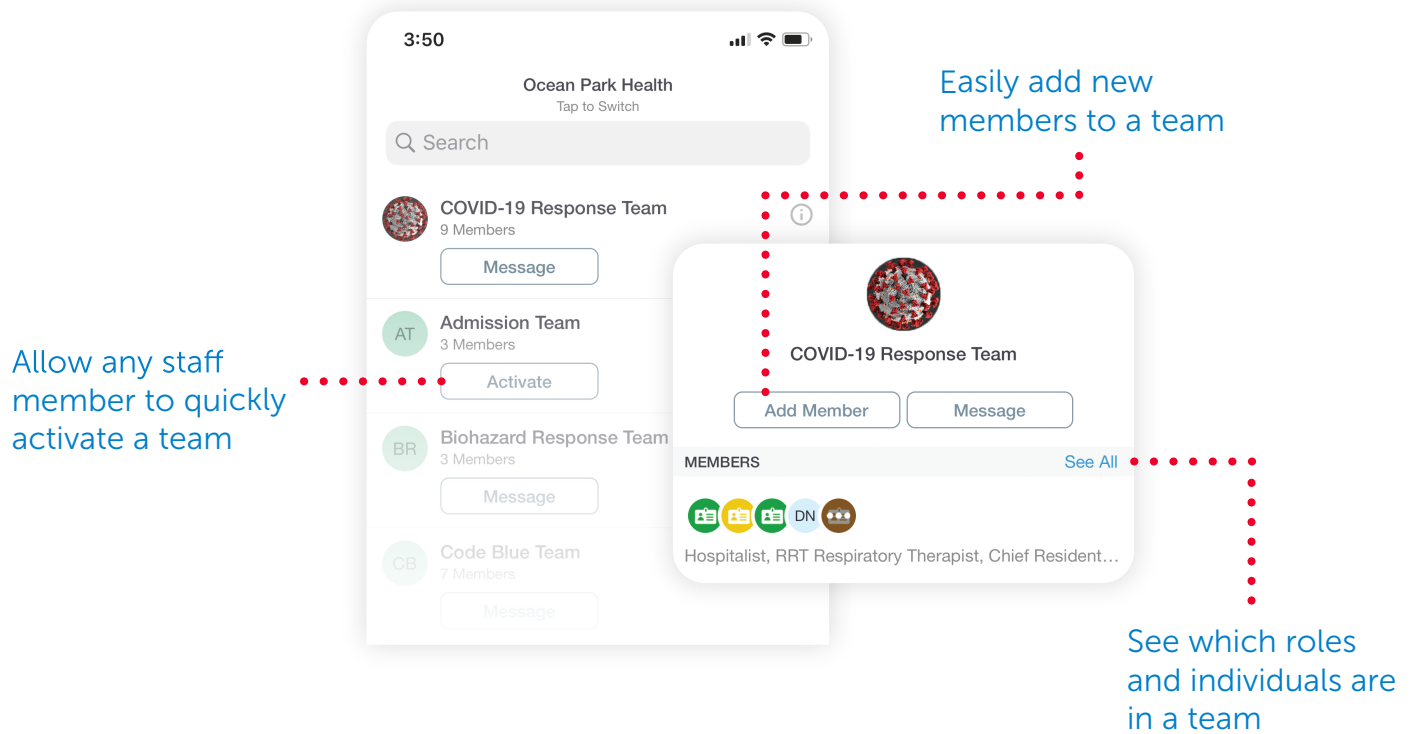 3:50
Ocean Park Health
Tap to Switch
Search
COVID-19 Response Team
9 Members
Message
AT
Admission Team
3 Members
Activate
BR
Biohazard Response Team
3 Members
Message
CB
Code Blue Team
7 Members
Message
COVID-19 Response Team
Add Member
Message
MEMBERS
See All
DN
Hospitalist, RRT Respiratory Therapist, Chief Resident…
Easily add new
members to a team
Allow any staff
member to quickly
activate a team
See which roles
and individuals are
in a team